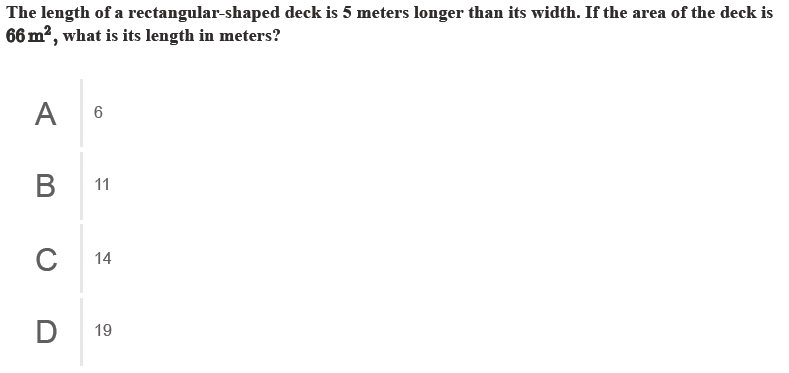 The length of a rectangular-shaped deck is 5 meters longer than its width. If the area of the deck is
66 m², what is its length in meters?
A 6
B 11
C 14
D 19